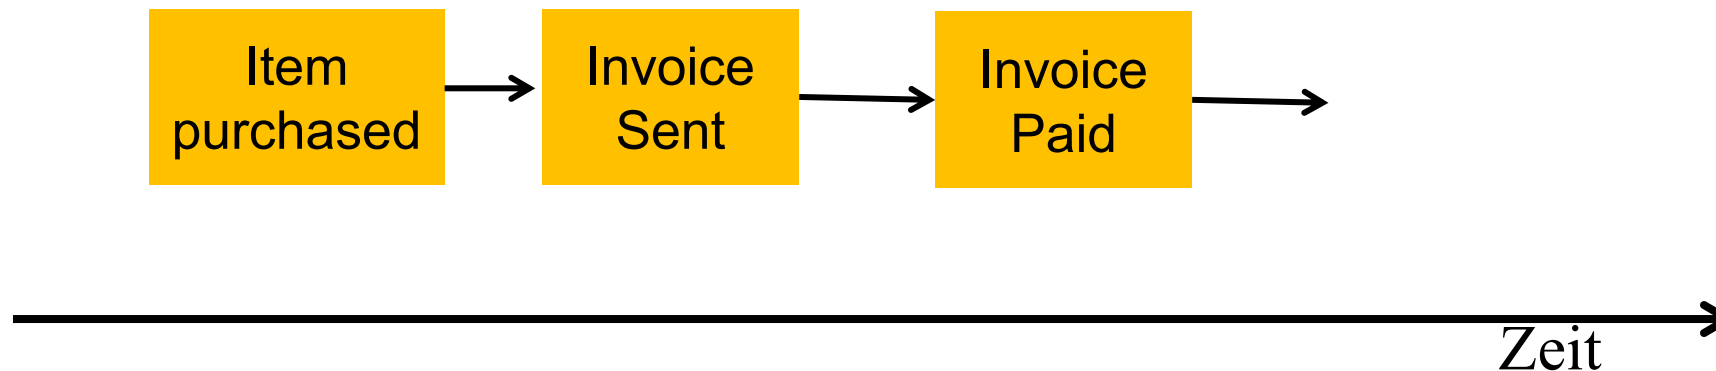 Item
purchased
Invoice
Sent
Invoice
Paid
Zeit